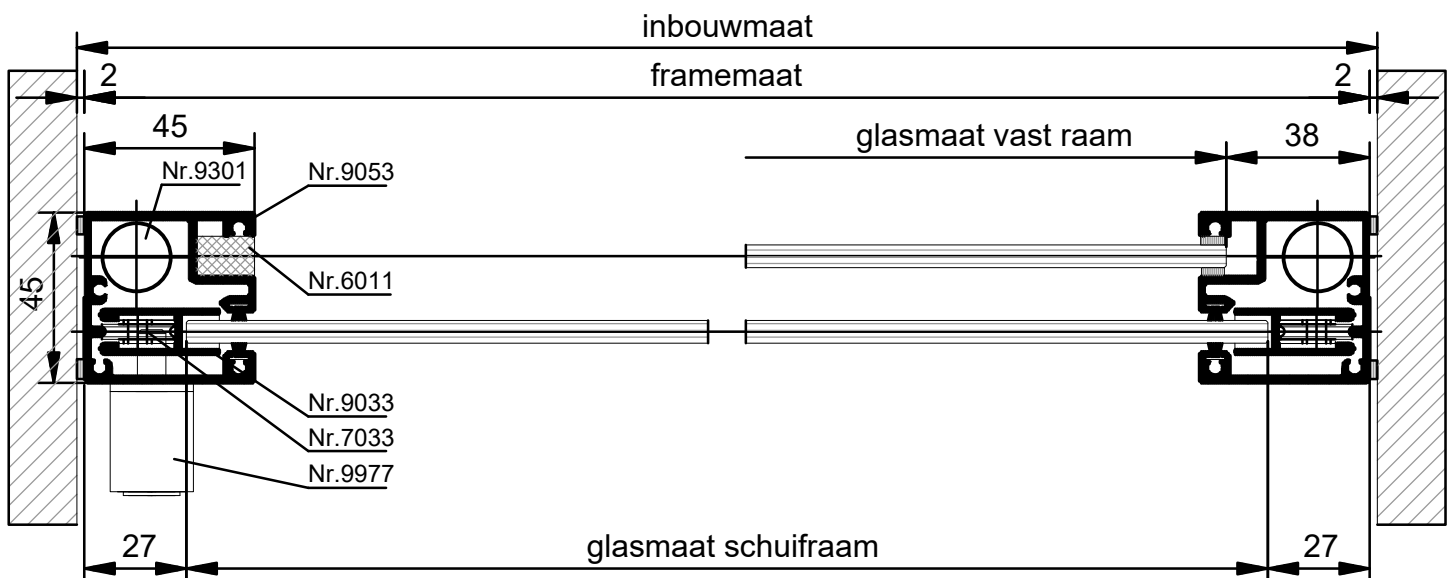 inbouwmaat
2 framemaat 2
45 glasmaat vast raam 38
Nr.9301 Nr.9053
Nr.6011
45
Nr.9033
Nr.7033
Nr.9977
27 glasmaat schuifraam 27